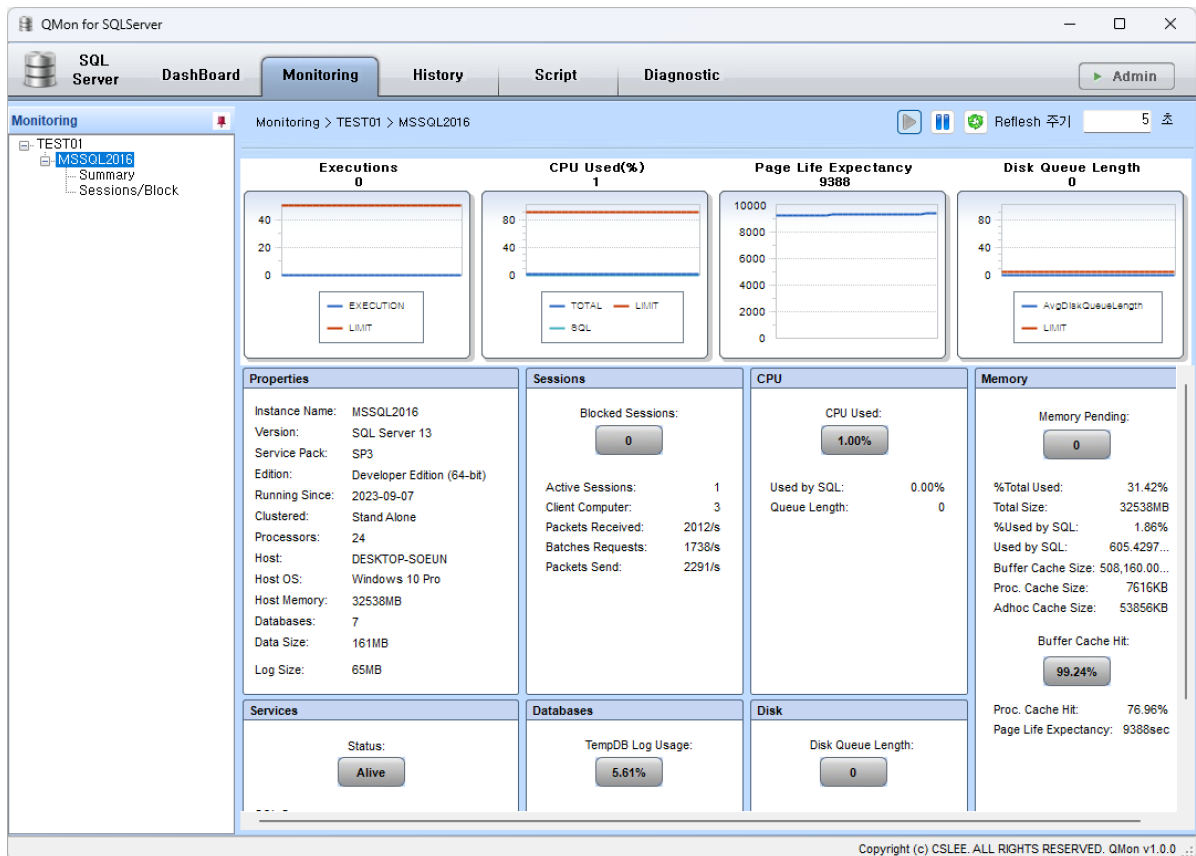 QMon for SQLServer
SQL Server
DashBoard
Monitoring
History
Script
Diagnostic
Admin
Monitoring
TEST01
MSSQL2016
Summary
Sessions/Block
Monitoring > TEST01 > MSSQL2016
Reflesh 주기 5 초
Executions
0
40
20
0
EXECUTION
LIMIT
CPU Used(%)
1
80
40
0
TOTAL LIMIT
SQL
Page Life Expectancy
9388
10000
8000
6000
4000
2000
0
Disk Queue Length
0
80
40
0
AvgDiskQueueLength
LIMIT
Properties
Instance Name: MSSQL2016
Version: SQL Server 13
Service Pack: SP3
Edition: Developer Edition (64-bit)
Running Since: 2023-09-07
Clustered: Stand Alone
Processors: 24
Host: DESKTOP-SOEUN
Host OS: Windows 10 Pro
Host Memory: 32538MB
Databases: 7
Data Size: 161MB
Log Size: 65MB
Sessions
Blocked Sessions:
0
Active Sessions: 1
Client Computer: 3
Packets Received: 2012/s
Batches Requests: 1738/s
Packets Send: 2291/s
CPU
CPU Used:
1.00%
Used by SQL: 0.00%
Queue Length: 0
Memory
Memory Pending:
0
%Total Used: 31.42%
Total Size: 32538MB
%Used by SQL: 1.86%
Used by SQL: 605.4297...
Buffer Cache Size: 508,160.00...
Proc. Cache Size: 7616KB
Adhoc Cache Size: 53856KB
Buffer Cache Hit:
99.24%
Proc. Cache Hit: 76.96%
Page Life Expectancy: 9388sec
Services
Status:
Alive
Databases
TempDB Log Usage:
5.61%
Disk
Disk Queue Length:
0
Copyright (c) CSLEE. ALL RIGHTS RESERVED. QMon v1.0.0